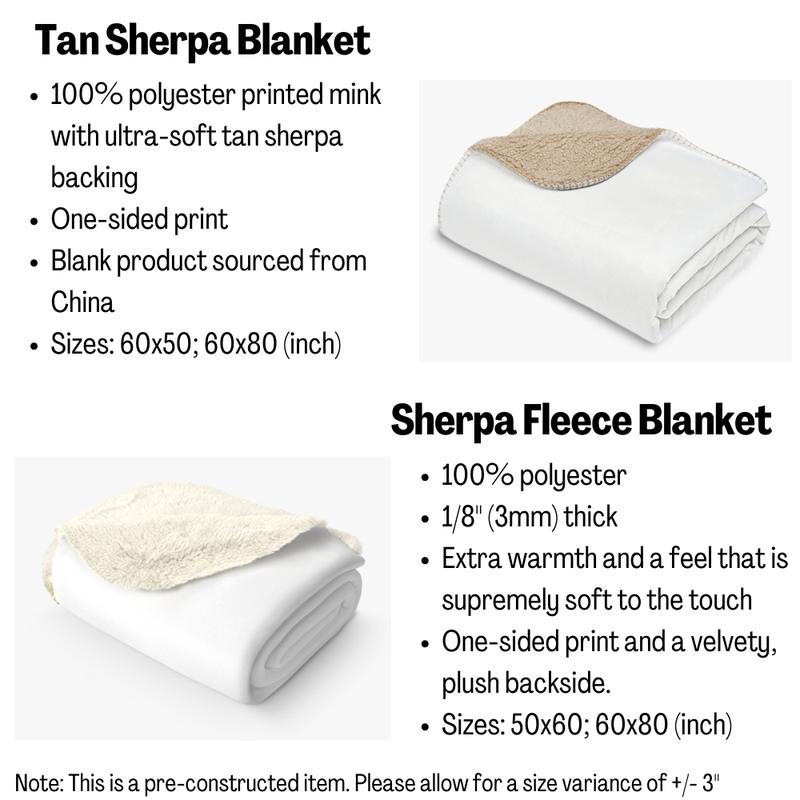 Tan Sherpa Blanket
• 100% polyester printed mink
with ultra-soft tan sherpa
backing
• One-sided print
• Blank product sourced from
China
• Sizes: 60x50; 60x80 (inch)
Sherpa Fleece Blanket
• 100% polyester
• 1/8" (3mm) thick
• Extra warmth and a feel that is
supremely soft to the touch
• One-sided print and a velvety,
plush backside.
• Sizes: 50x60; 60x80 (inch)
Note: This is a pre-constructed item. Please allow for a size variance of +/- 3"